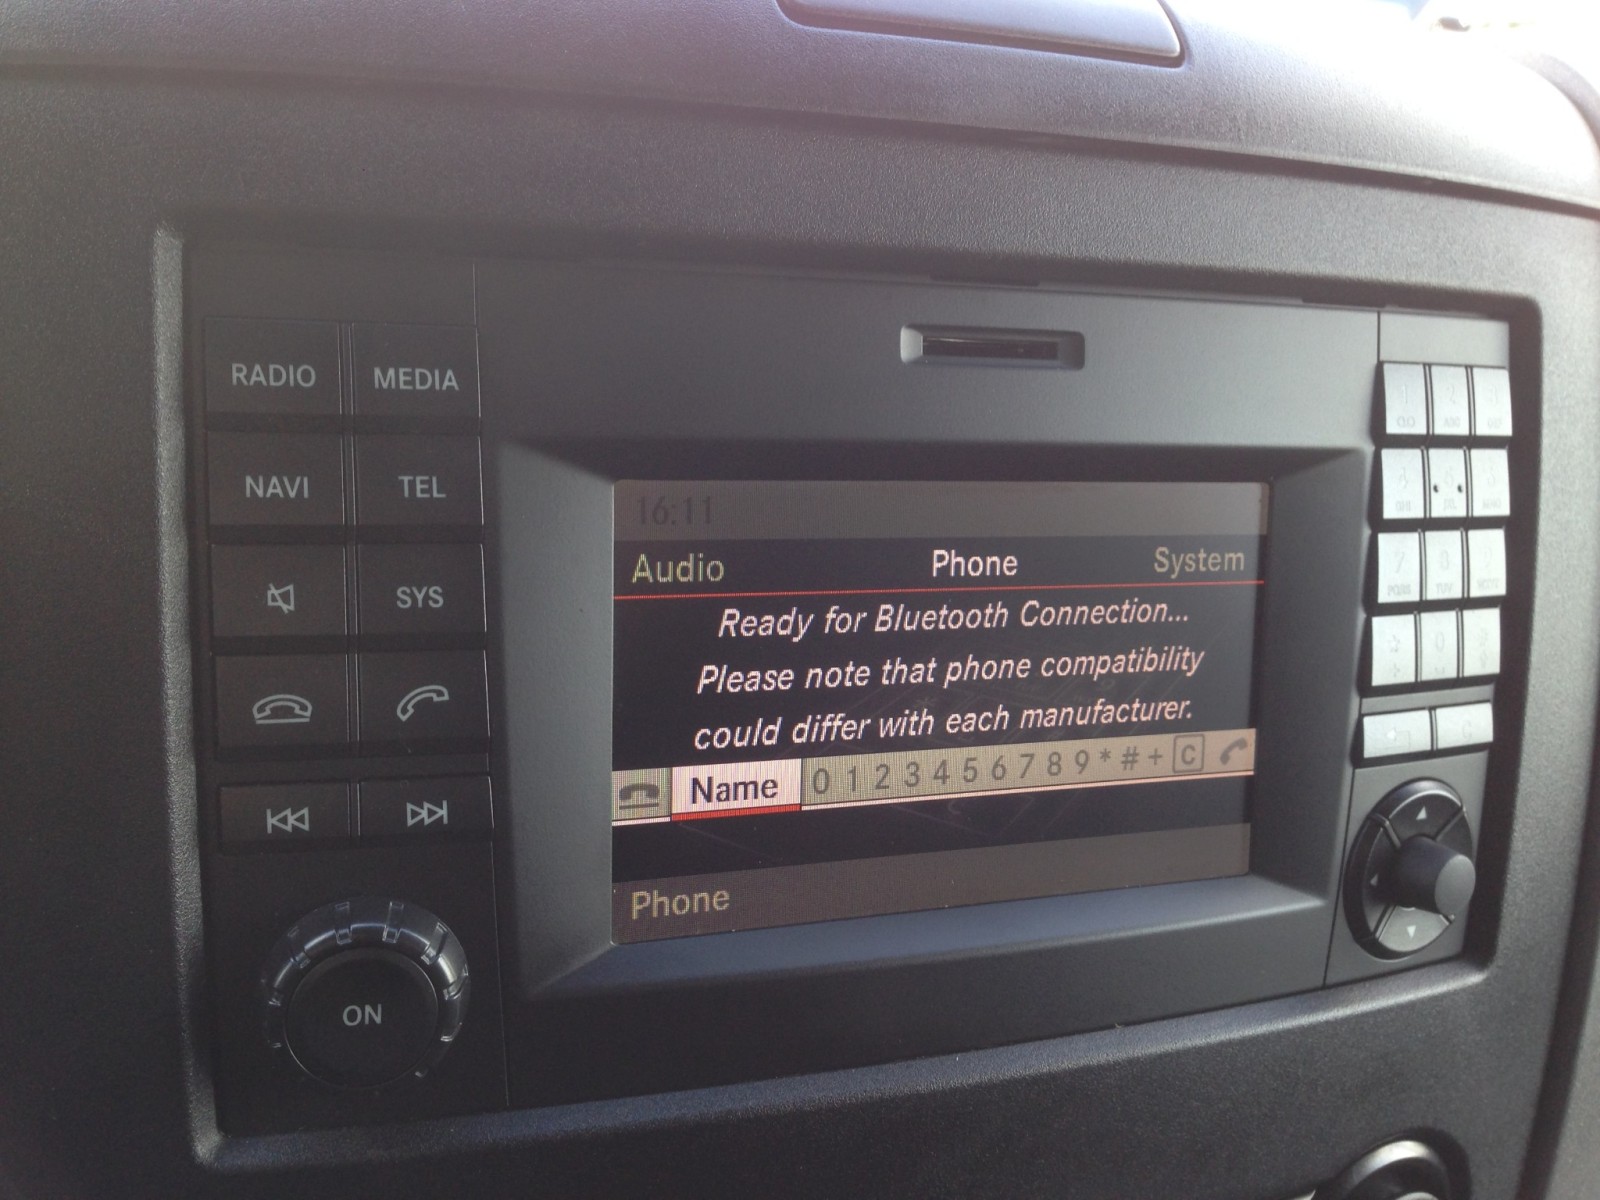 RADIO MEDIA
NAVI TEL
SYS
ON
16:11
Audio Phone System
Ready for Bluetooth Connection...
Please note that phone compatibility
could differ with each manufacturer.
Name 0 1 2 3 4 5 6 7 8 9 * # + C
Phone